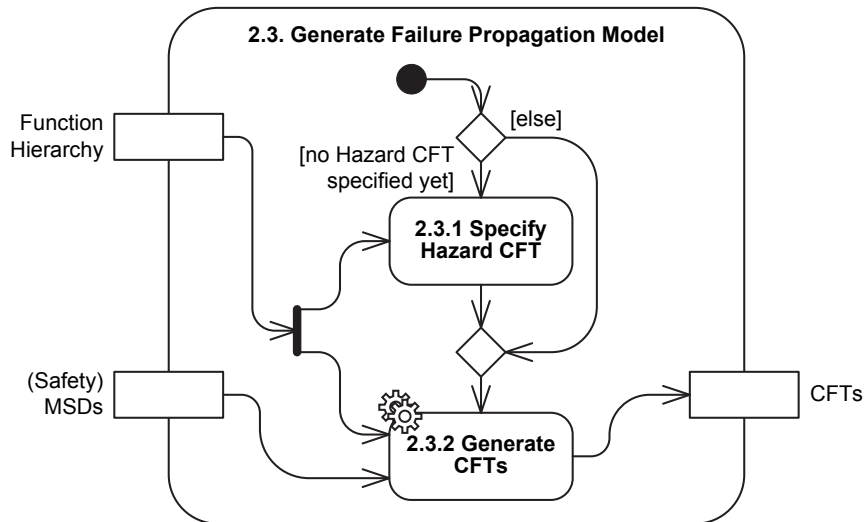 2.3. Generate Failure Propagation Model
Function
Hierarchy
[else]
[no Hazard CFT
specified yet]
2.3.1 Specify
Hazard CFT
(Safety)
MSDs
CFTs
2.3.2 Generate
CFTs